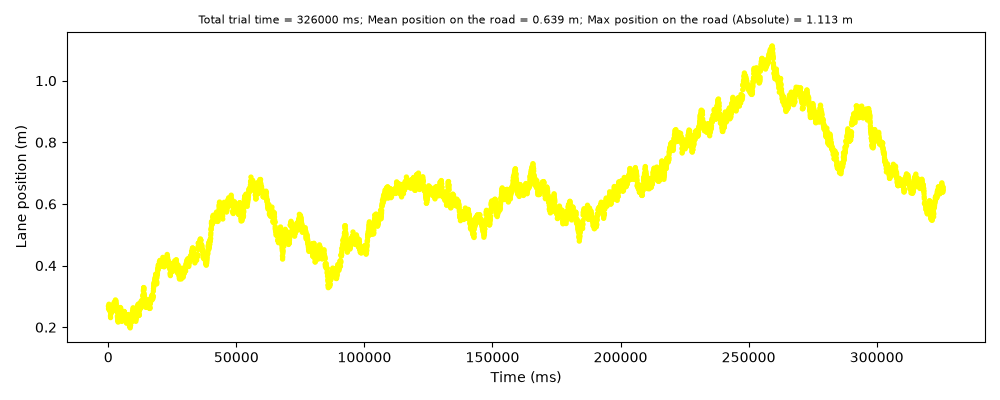 Total trial time = 326000 ms; Mean position on the road = 0.639 m; Max position on the road (Absolute) = 1.113 m
Lane position (m)
1.0
0.8
0.6
0.4
0.2
0 50000 100000 150000 200000 250000 300000
Time (ms)